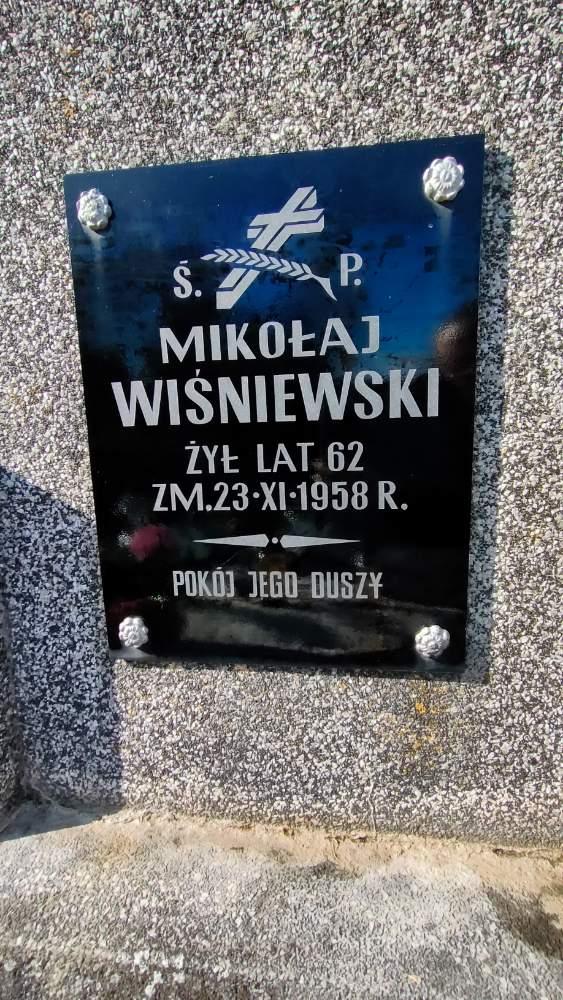 Ś. P.
MIKOŁAJ
WIŚNIEWSKI
ŻYŁ LAT 62
ZM.23·XI·1958 R.
POKÓJ JEGO DUSZY